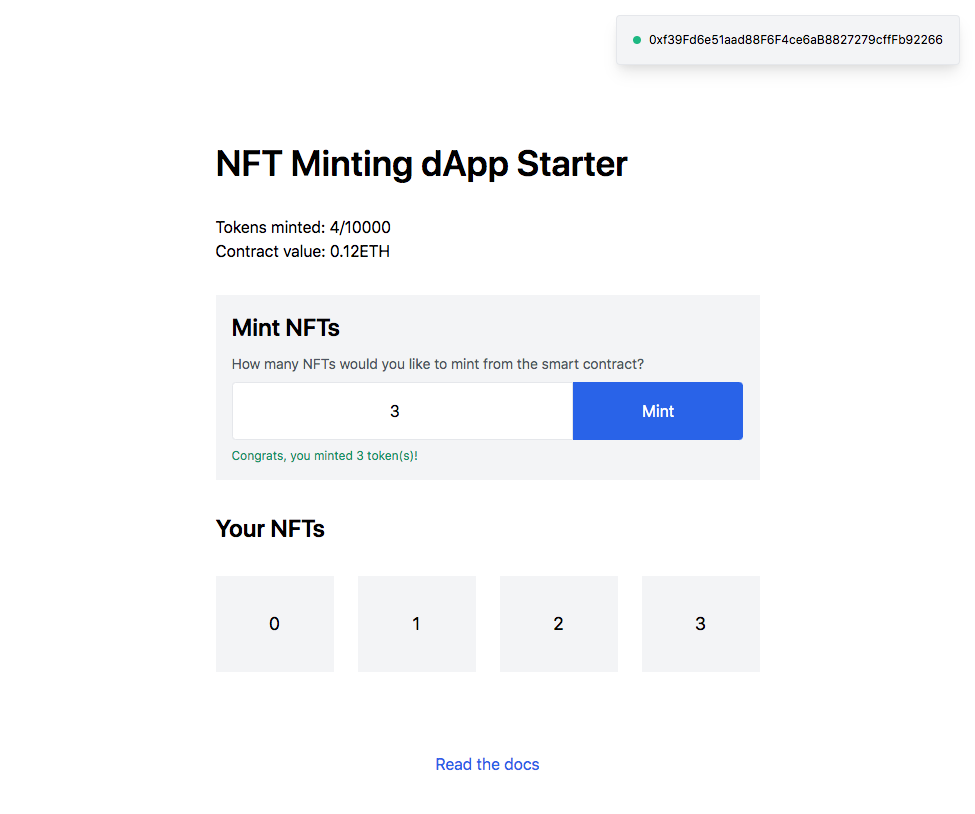 0xf39Fd6e51aad88F6F4ce6aB8827279cffFb92266
NFT Minting dApp Starter
Tokens minted: 4/10000
Contract value: 0.12ETH
Mint NFTs
How many NFTs would you like to mint from the smart contract?
3 Mint
Congrats, you minted 3 token(s)!
Your NFTs
0 1 2 3
Read the docs